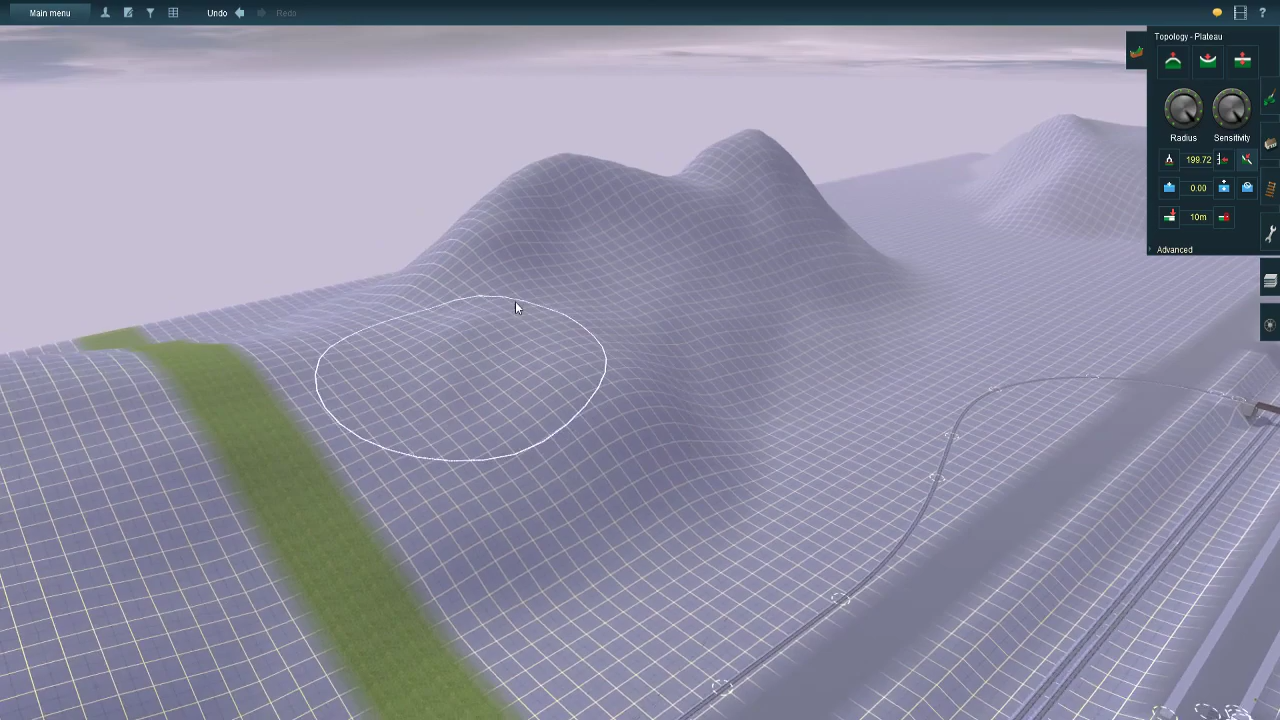 Main menu Undo Redo ?
Topology - Plateau
Radius Sensitivity
199.72
0.00
10m
Advanced